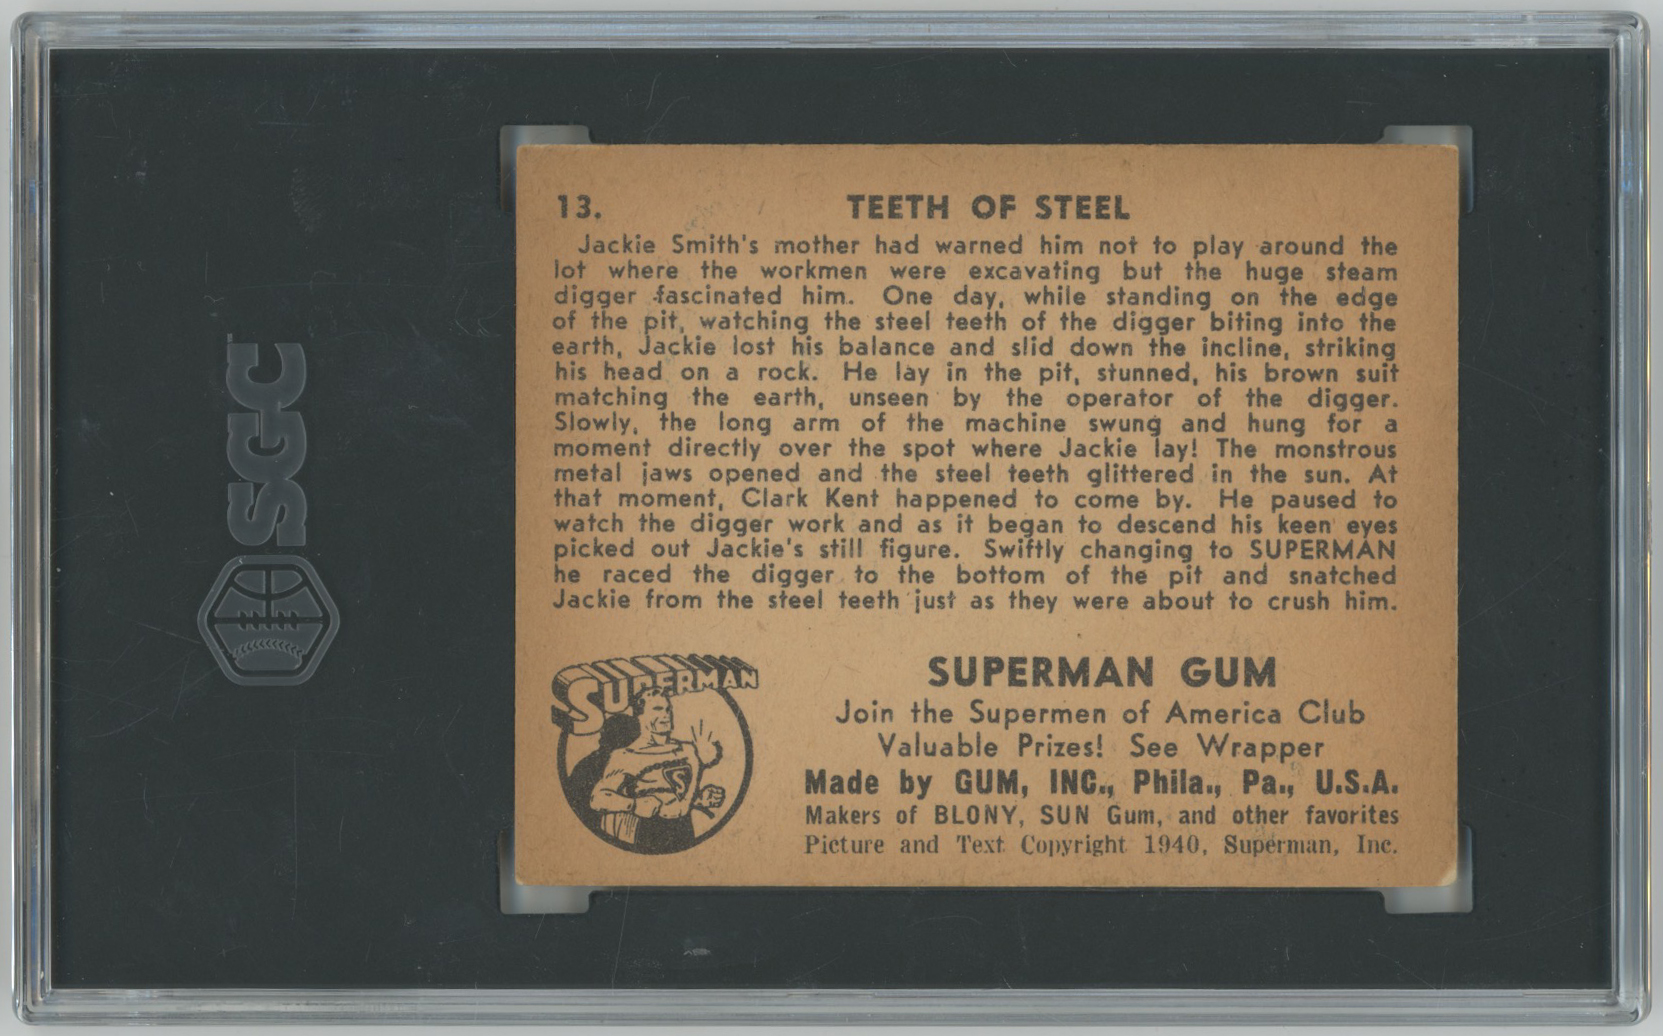 SGC
13. TEETH OF STEEL
Jackie Smith's mother had warned him not to play around the
lot where the workmen were excavating but the huge steam
digger fascinated him. One day, while standing on the edge
of the pit, watching the steel teeth of the digger biting into the
earth, Jackie lost his balance and slid down the incline, striking
his head on a rock. He lay in the pit, stunned, his brown suit
matching the earth, unseen by the operator of the digger.
Slowly, the long arm of the machine swung and hung for a
moment directly over the spot where Jackie lay! The monstrous
metal jaws opened and the steel teeth glittered in the sun. At
that moment, Clark Kent happened to come by. He paused to
watch the digger work and as it began to descend his keen eyes
picked out Jackie's still figure. Swiftly changing to SUPERMAN
he raced the digger to the bottom of the pit and snatched
Jackie from the steel teeth just as they were about to crush him.
SUPERMAN
S
SUPERMAN GUM
Join the Supermen of America Club
Valuable Prizes! See Wrapper
Made by GUM, INC., Phila., Pa., U.S.A.
Makers of BLONY, SUN Gum, and other favorites
Picture and Text Copyright 1940, Superman, Inc.